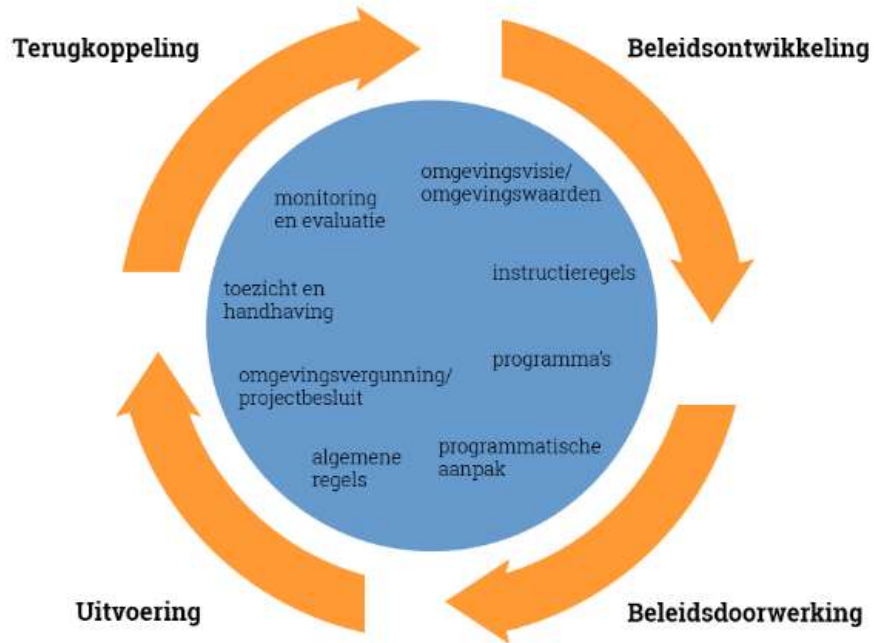 Terugkoppeling
Beleidsontwikkeling
omgevingsvisie/
omgevingswaarden
monitoring
en evaluatie
instructieregels
toezicht en
handhaving
programma's
omgevingsvergunning/
projectbesluit
programmatische
aanpak
algemene
regels
Uitvoering
Beleidsdoorwerking